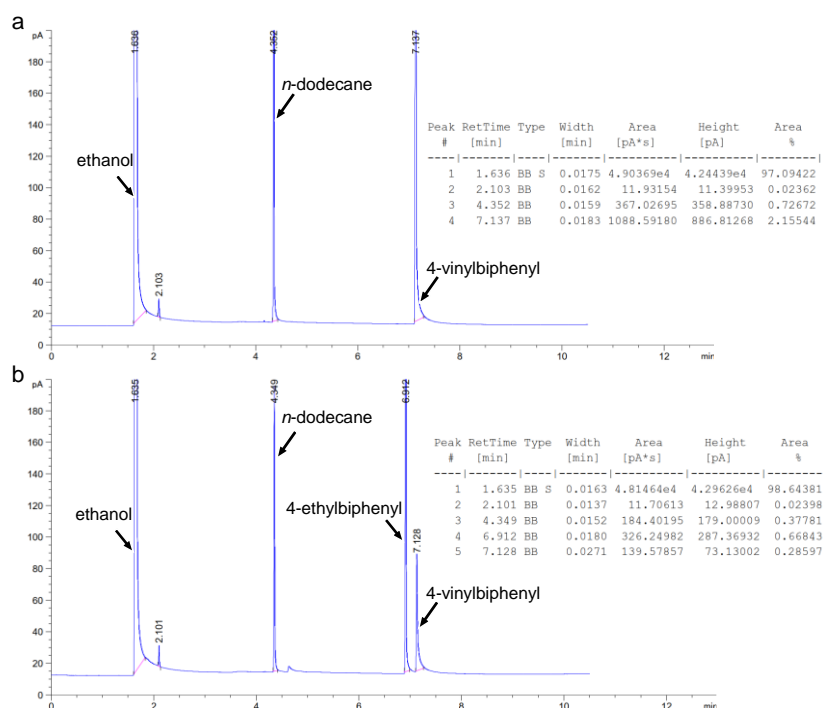 a
pA
1.636
4.352
7.137
180
160
140
120
100
80
60
40
20
0
n-dodecane
ethanol
2.103
4-vinylbiphenyl
Peak RetTime Type Width Area Height Area
# [min] [min] [pA*s] [pA] %
----|-------|----|-------|----------|----------|--------|
1 1.636 BB S 0.0175 4.90369e4 4.24439e4 97.09422
2 2.103 BB 0.0162 11.93154 11.39953 0.02362
3 4.352 BB 0.0159 367.02695 358.88730 0.72672
4 7.137 BB 0.0183 1088.59180 886.81268 2.15544
0 2 4 6 8 10 12 min
b
pA
1.635
4.349
6.912
180
160
140
120
100
80
60
40
20
0
n-dodecane
ethanol
4-ethylbiphenyl
7.128
2.101
4-vinylbiphenyl
Peak RetTime Type Width Area Height Area
# [min] [min] [pA*s] [pA] %
----|-------|----|-------|----------|----------|--------|
1 1.635 BB S 0.0163 4.81464e4 4.29626e4 98.64381
2 2.101 BB 0.0137 11.70613 12.98807 0.02398
3 4.349 BB 0.0152 184.40195 179.00009 0.37781
4 6.912 BB 0.0180 326.24982 287.36932 0.66843
5 7.128 BB 0.0271 139.57857 73.13002 0.28597
0 2 4 6 8 10 12 min